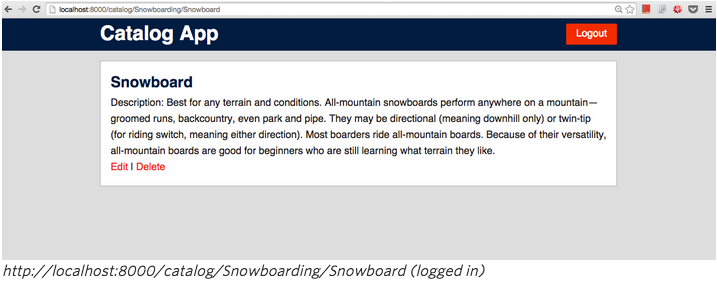 localhost:8000/catalog/Snowboarding/Snowboard
Catalog App
Logout
Snowboard
Description: Best for any terrain and conditions. All-mountain snowboards perform anywhere on a mountain—
groomed runs, backcountry, even park and pipe. They may be directional (meaning downhill only) or twin-tip
(for riding switch, meaning either direction). Most boarders ride all-mountain boards. Because of their versatility,
all-mountain boards are good for beginners who are still learning what terrain they like.
Edit | Delete
http://localhost:8000/catalog/Snowboarding/Snowboard (logged in)